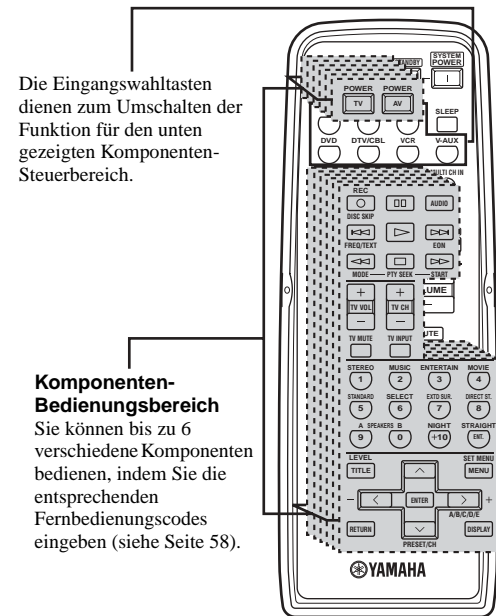 Die Eingangswahltasten
dienen zum Umschalten der
Funktion für den unten
gezeigten Komponenten-
Steuerbereich.
Komponenten-
Bedienungsbereich
Sie können bis zu 6
verschiedene Komponenten
bedienen, indem Sie die
entsprechenden
Fernbedienungscodes
eingeben (siehe Seite 58).
SYSTEM
POWER
POWER POWER
TV AV
SLEEP
DVD DTV/CBL VCR V-AUX
MULTI CH IN
REC
AUDIO
DISC SKIP
FREQ/TEXT EON
MODE PTY SEEK START
+ +
TV VOL TV CH
– –
TV MUTE TV INPUT
STEREO MUSIC ENTERTAIN MOVIE
1 2 3 4
STANDARD SELECT EXTD SUR. DIRECT ST.
5 6 7 8
A SPEAKERS B NIGHT STRAIGHT
9 0 +10 ENT.
LEVEL SET MENU
TITLE MENU
– ENTER +
A/B/C/D/E
RETURN DISPLAY
PRESET/CH
YAMAHA